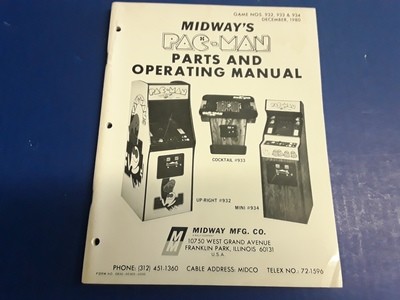 GAME NOS. 932, 933 & 934
DECEMBER, 1980
MIDWAY'S
PAC-MAN
PARTS AND
OPERATING MANUAL
COCKTAIL #933
UP-RIGHT #932
MINI #934
MIDWAY MFG. CO.
10750 WEST GRAND AVENUE
FRANKLIN PARK, ILLINOIS 60131
U.S.A.
PHONE: (312) 451-1360 CABLE ADDRESS: MIDCO TELEX NO.: 72-1596